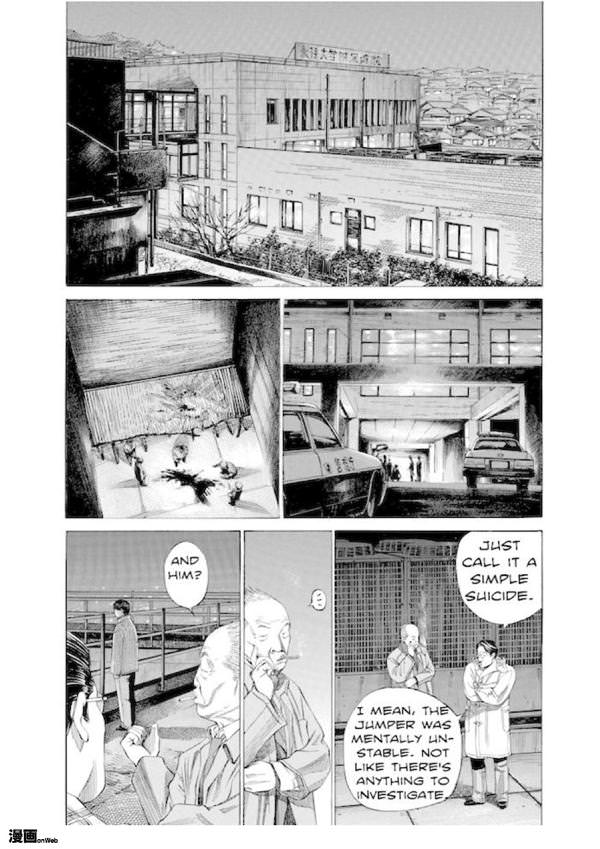 JUST
CALL IT A
SIMPLE
SUICIDE.
I MEAN, THE
JUMPER WAS
MENTALLY UN-
STABLE. NOT
LIKE THERE'S
ANYTHING TO
INVESTIGATE.
...
AND
HIM?
漫画onWeb